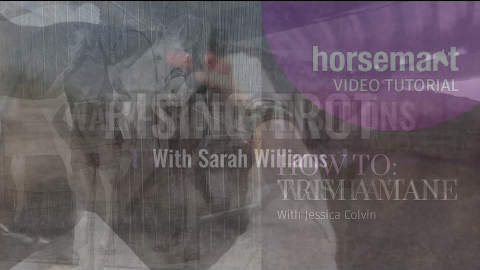 horsemart
VIDEO TUTORIAL
RISING TROT
With Sarah Williams
HOW TO:
TRIM A MANE
With Jessica Colvin